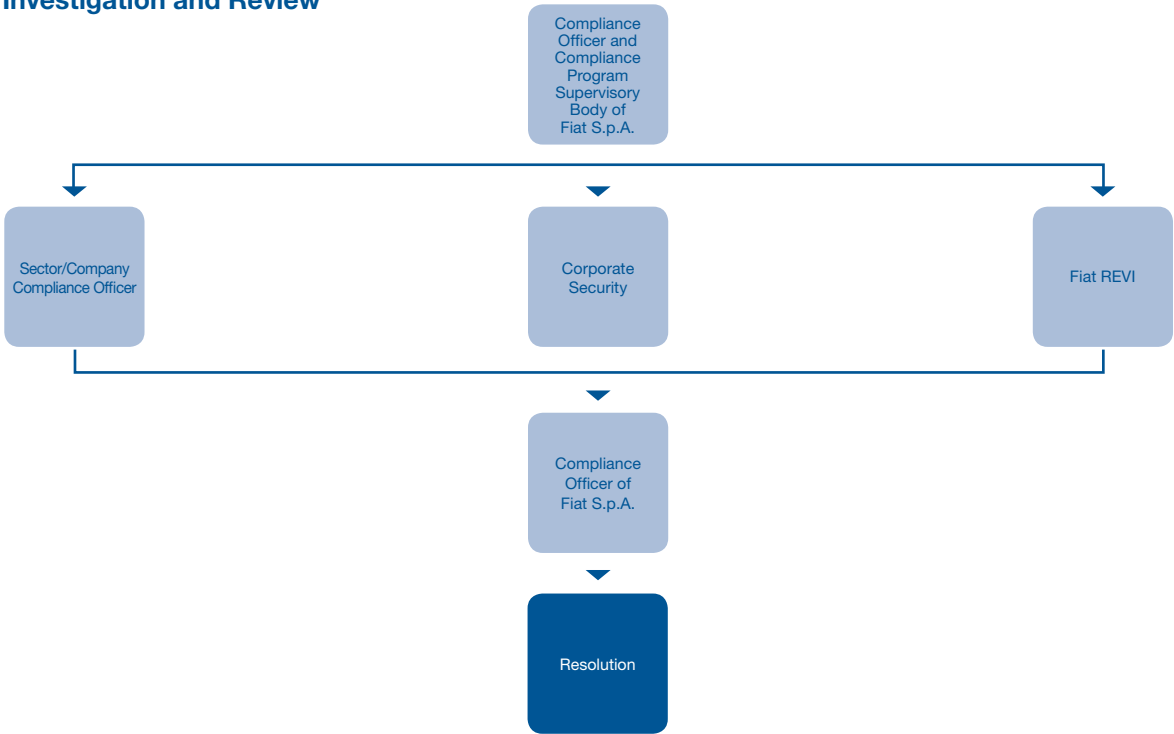 Investigation and Review
Compliance
Officer and
Compliance
Program
Supervisory
Body of
Fiat S.p.A.
Sector/Company
Compliance Officer
Corporate
Security
Fiat REVI
Compliance
Officer of
Fiat S.p.A.
Resolution